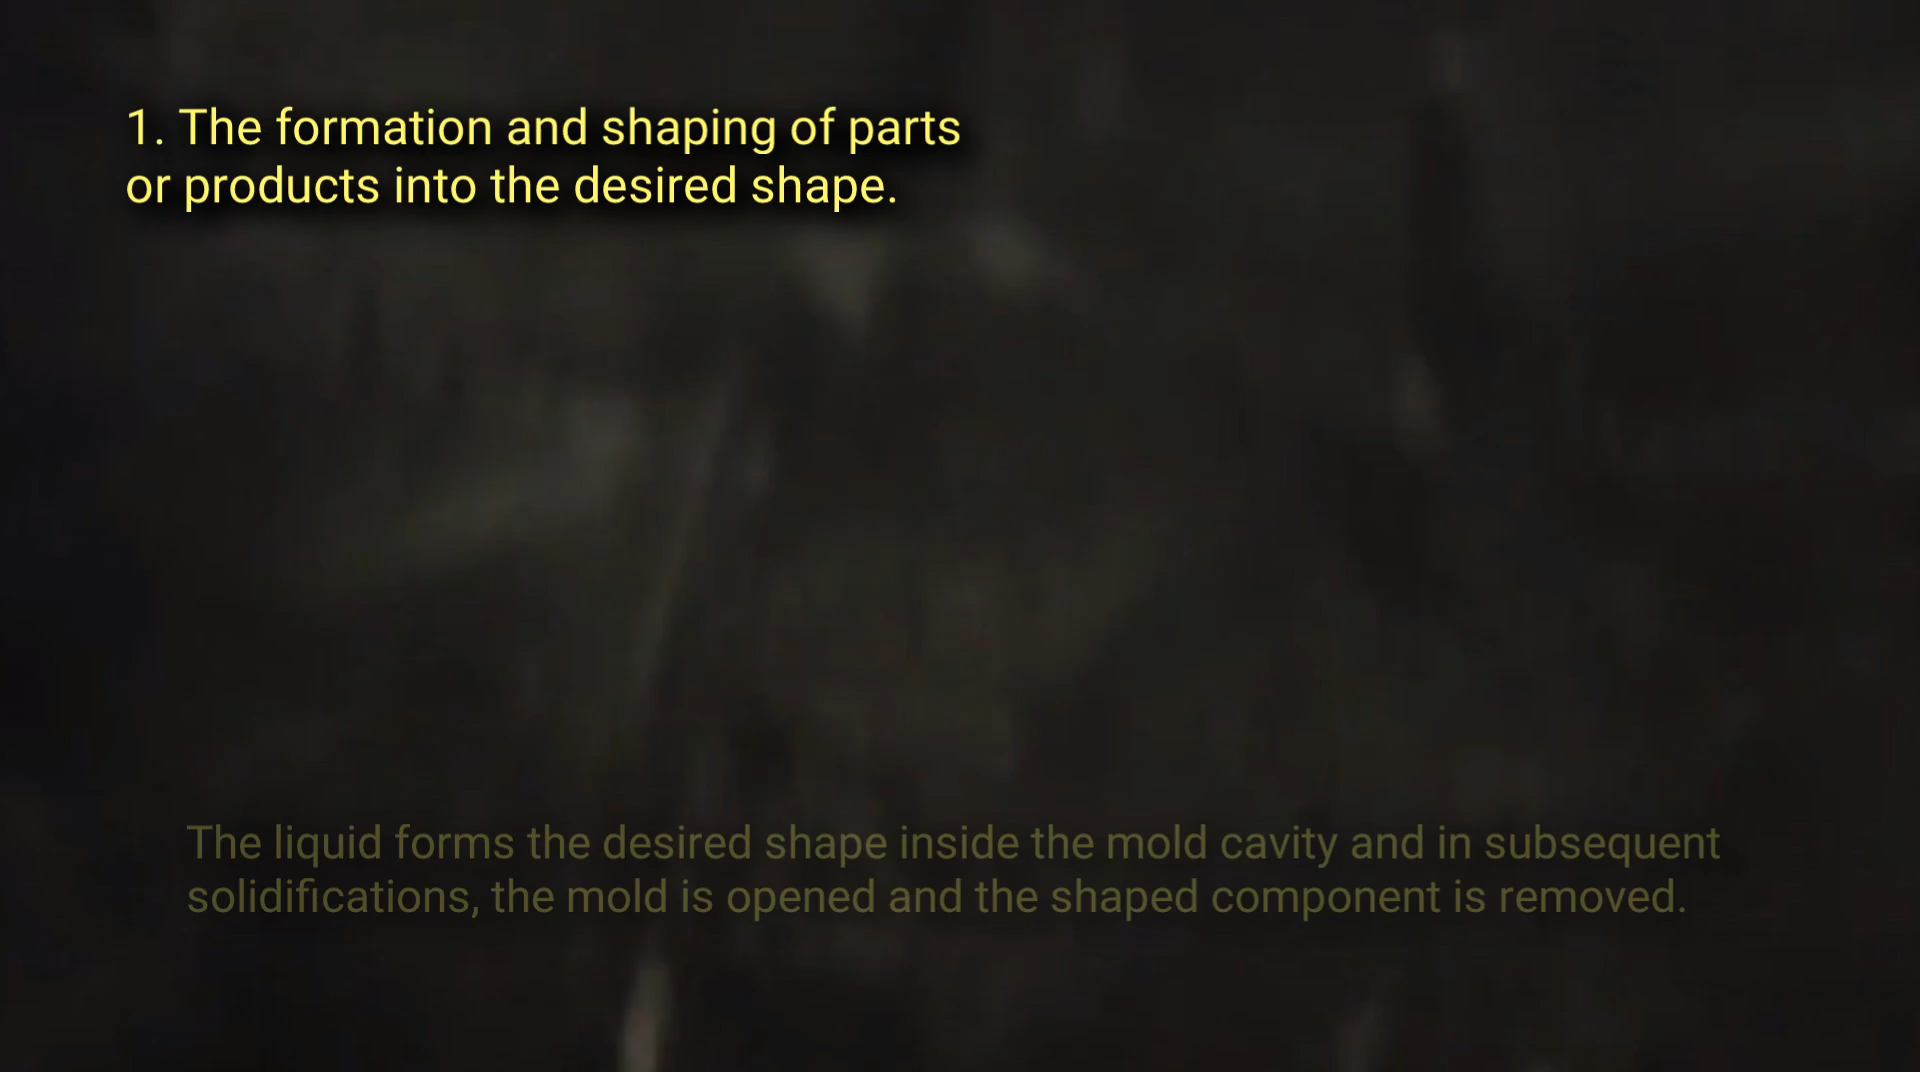 1. The formation and shaping of parts
or products into the desired shape.
The liquid forms the desired shape inside the mold cavity and in subsequent
solidifications, the mold is opened and the shaped component is removed.